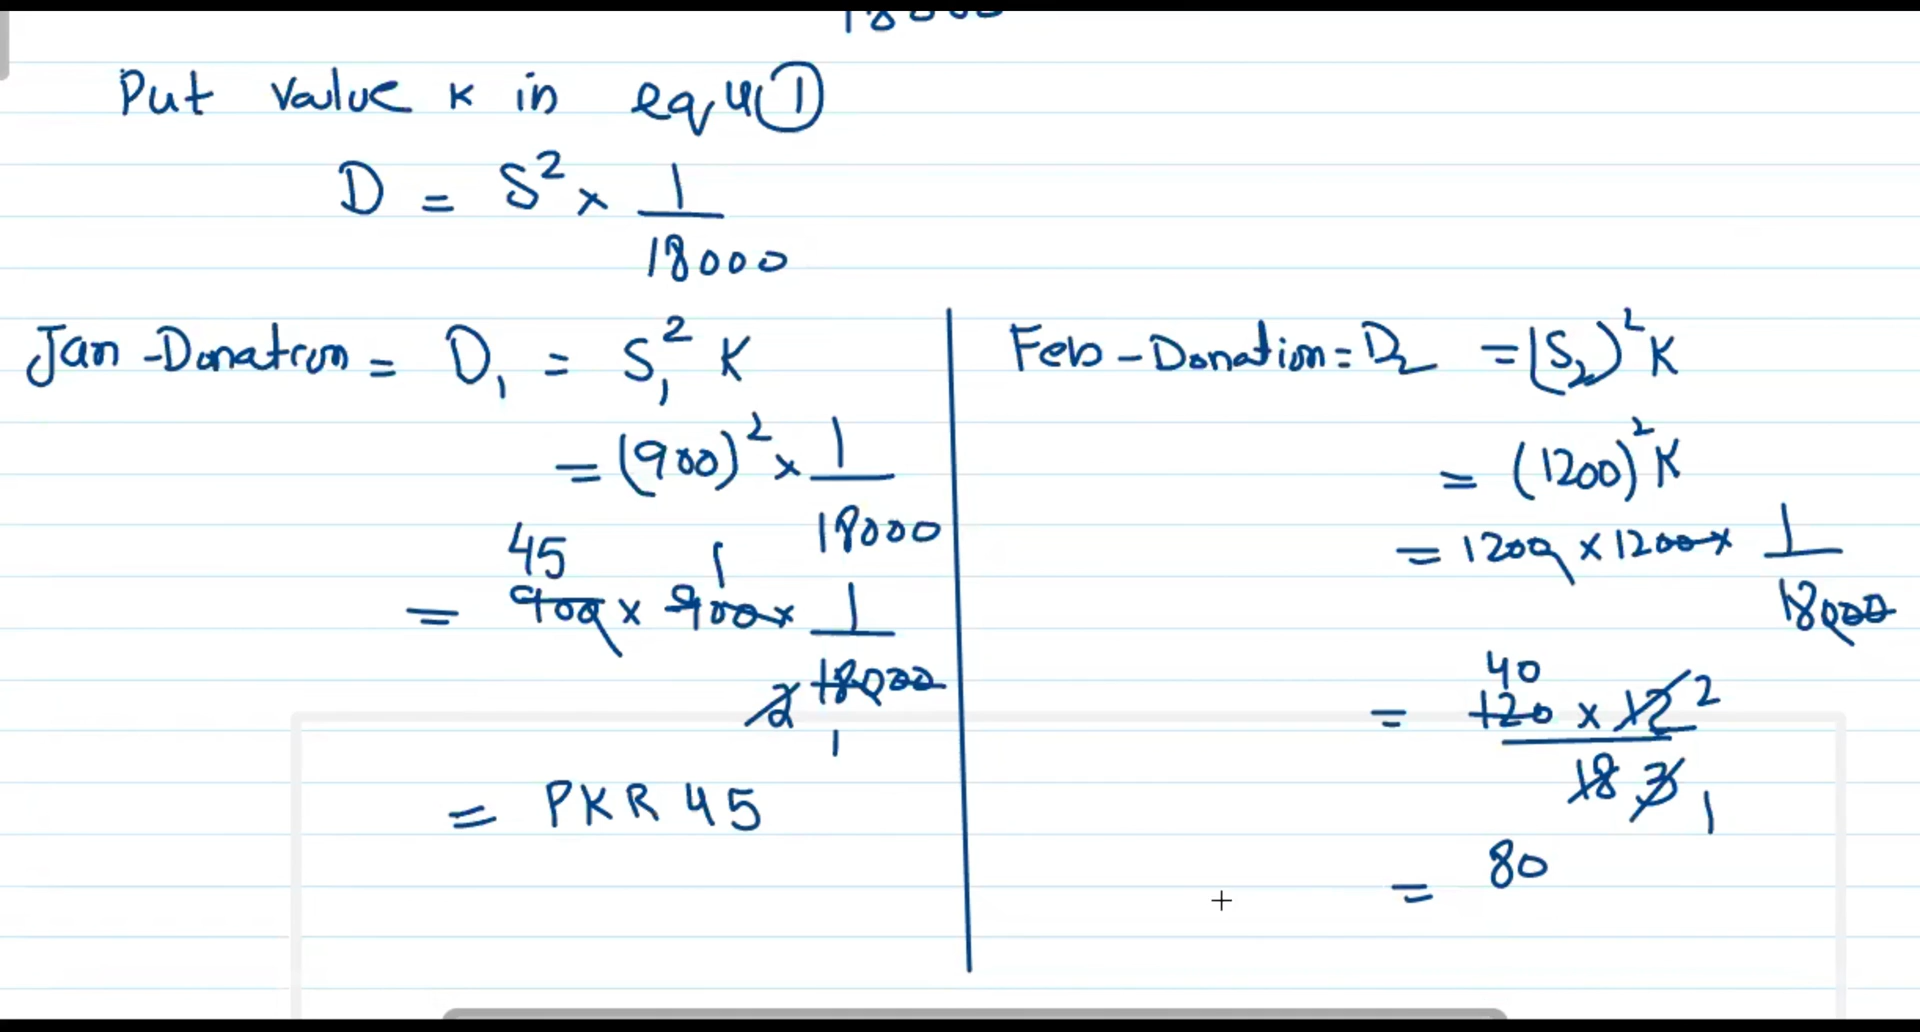 18000
Put value K in equ ①
D = S² × 1/18000
Jan - Donation = D₁ = S₁² K
= (900)² × 1/18000
45 1
= 900 × 900 × 1/18000
2
1
= PKR 45
Feb - Donation = D₂ = (S₂)² K
= (1200)² K
= 1200 × 1200 × 1/18000
40
= 120 × 12 2
18 3 1
= 80